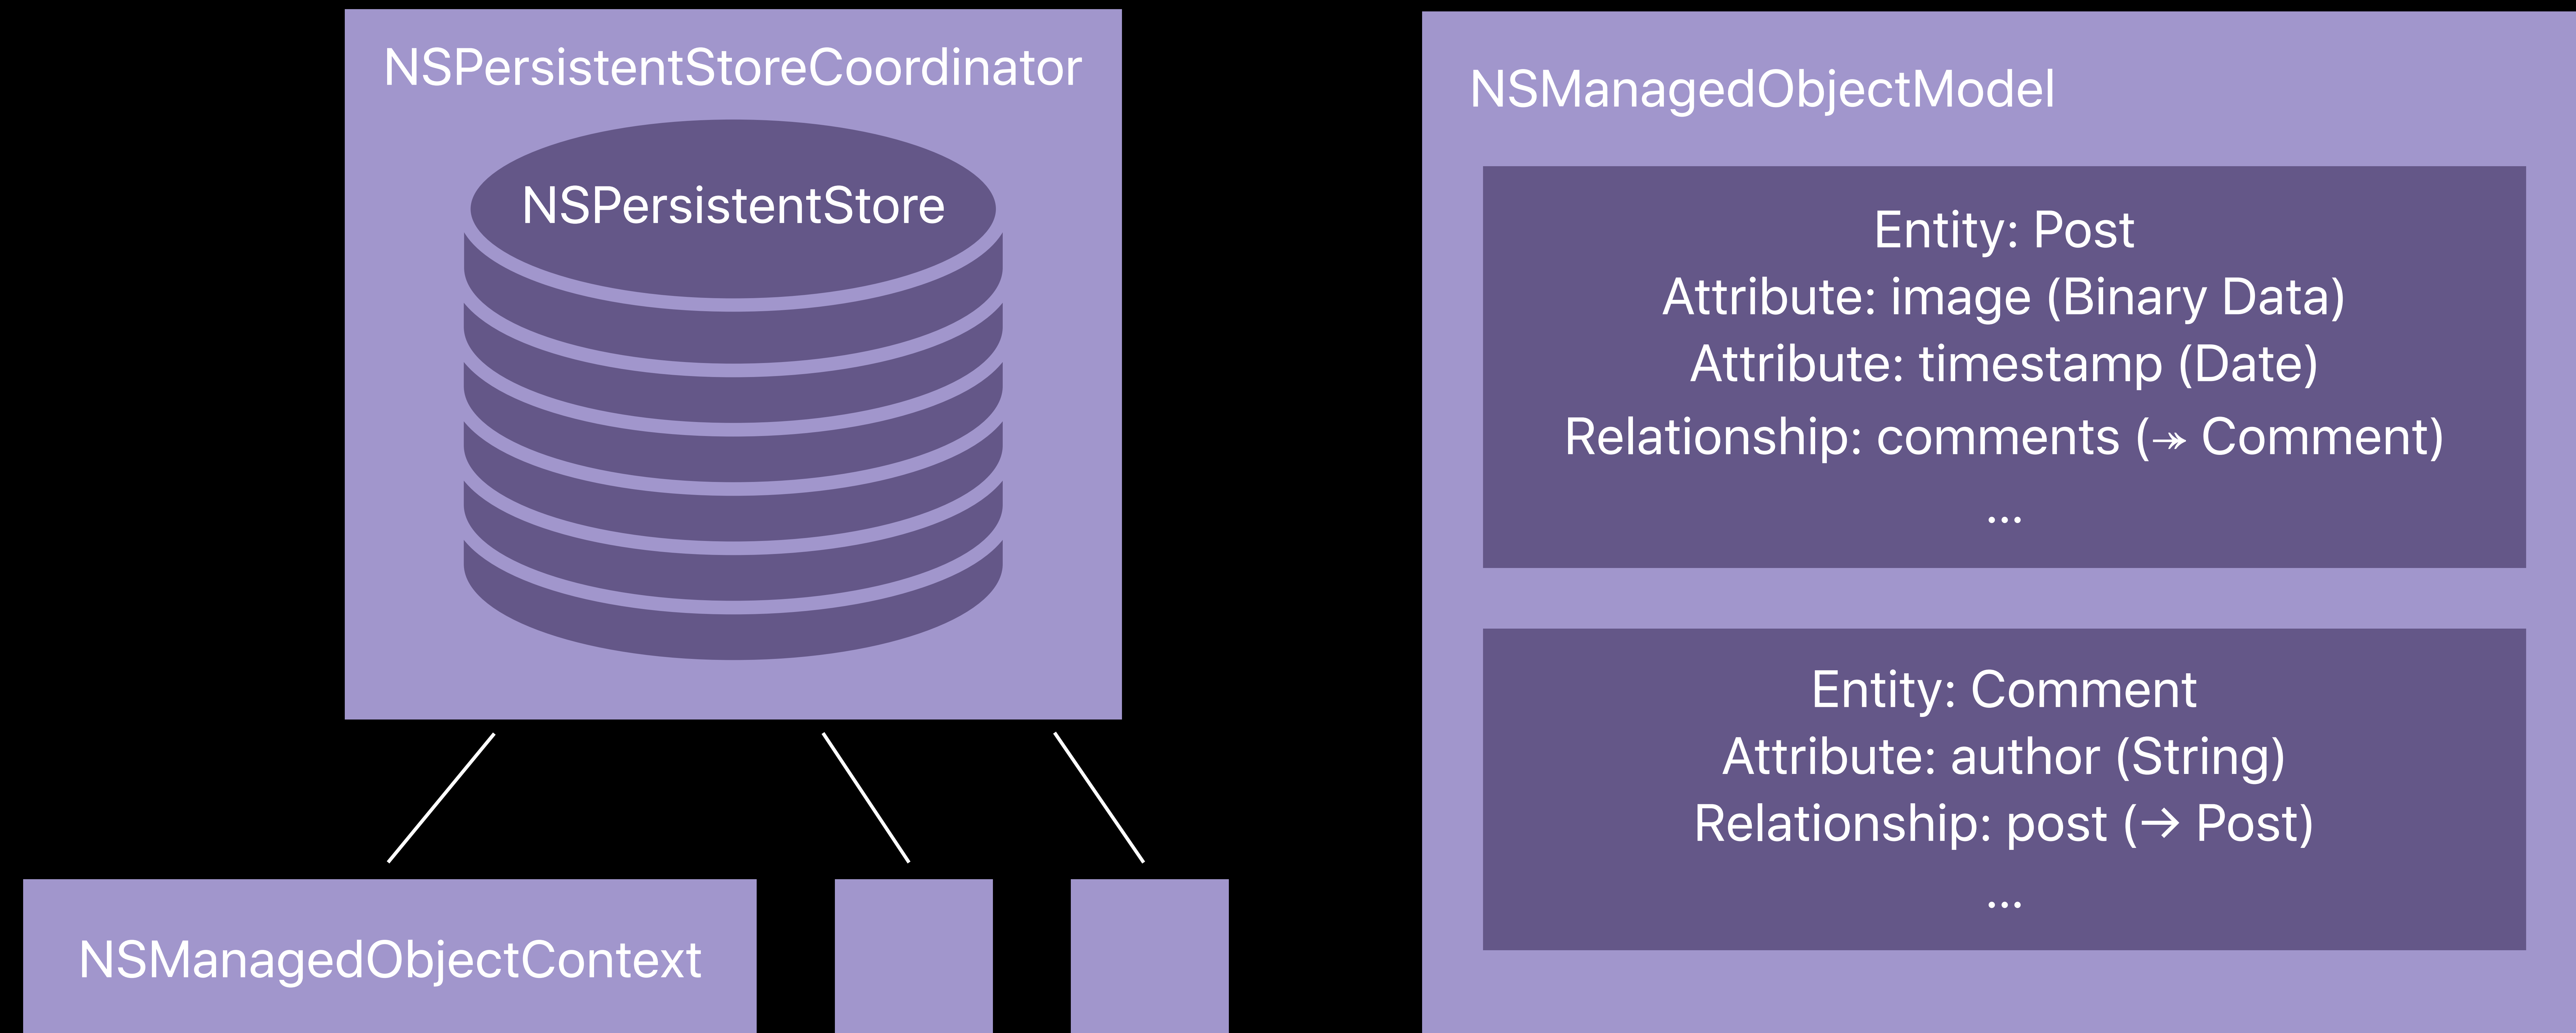 NSPersistentStoreCoordinator
NSPersistentStore
NSManagedObjectContext
NSManagedObjectModel
Entity: Post
Attribute: image (Binary Data)
Attribute: timestamp (Date)
Relationship: comments (↠ Comment)
...
Entity: Comment
Attribute: author (String)
Relationship: post (→ Post)
...